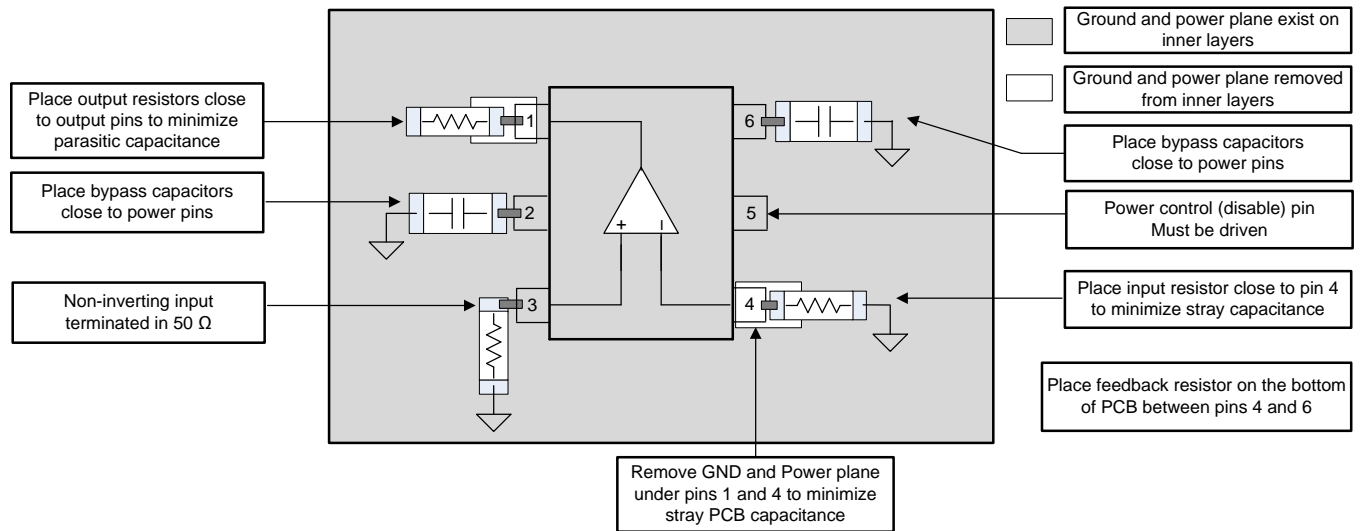 Ground and power plane exist on
inner layers
Ground and power plane removed
from inner layers
Place output resistors close
to output pins to minimize
parasitic capacitance
1
6
Place bypass capacitors
close to power pins
Place bypass capacitors
close to power pins
2
5
Power control (disable) pin
Must be driven
+
–
Non-inverting input
terminated in 50 Ω
3
4
Place input resistor close to pin 4
to minimize stray capacitance
Place feedback resistor on the bottom
of PCB between pins 4 and 6
Remove GND and Power plane
under pins 1 and 4 to minimize
stray PCB capacitance